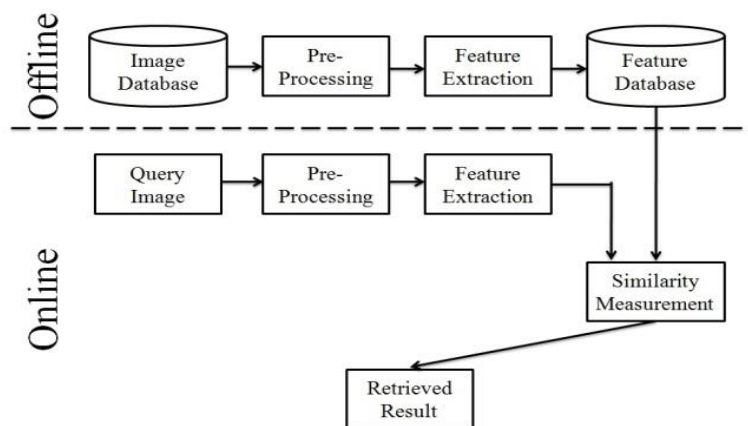 Offline
Image
Database
Pre-
Processing
Feature
Extraction
Feature
Database
Online
Query
Image
Pre-
Processing
Feature
Extraction
Similarity
Measurement
Retrieved
Result